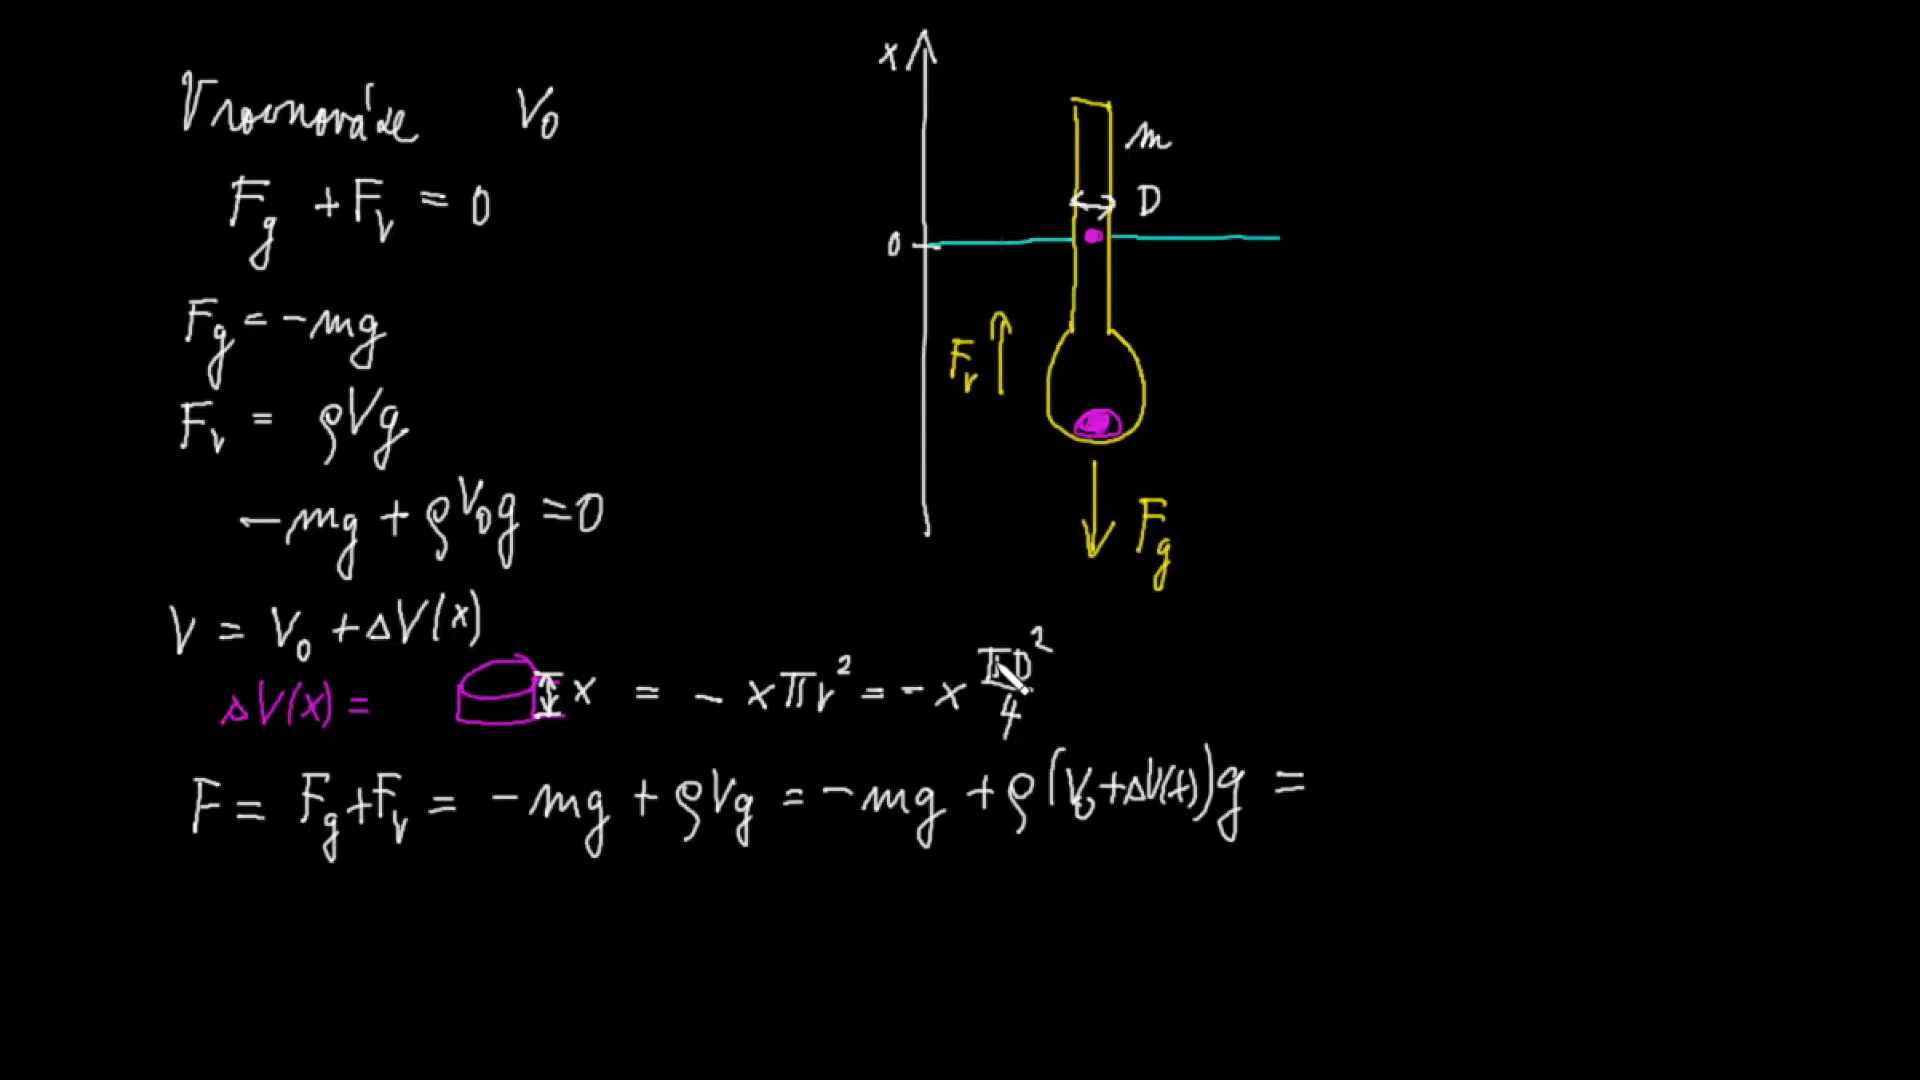 V rovnováze V₀
F_g + F_v = 0
F_g = -mg
F_v = ρVg
-mg + ρV₀g = 0
V = V₀ + ΔV(x)
ΔV(x) = x = - xπr² = - x πD²/4
F = F_g + F_v = -mg + ρVg = -mg + ρ(V₀+ΔV(x))g =
x
m
D
0
F_v
F_g